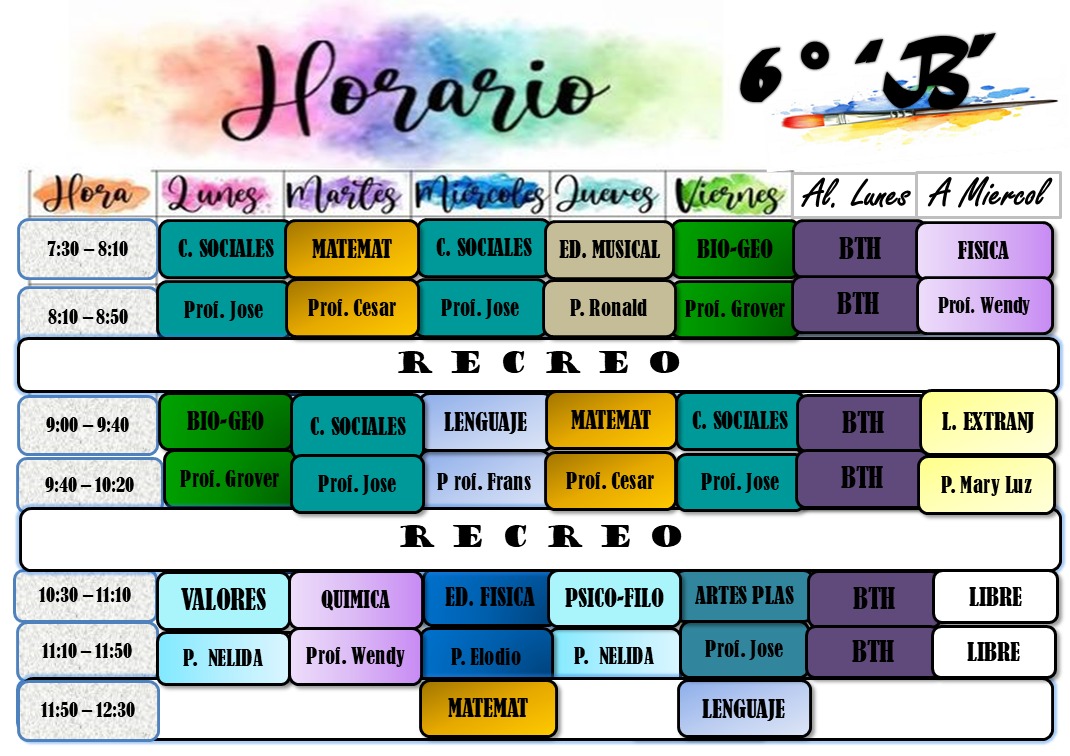 Horario
6° "B"
Hora Lunes Martes Miércoles Jueves Viernes Al. Lunes A Miercol
7:30 – 8:10 C. SOCIALES MATEMAT C. SOCIALES ED. MUSICAL BIO-GEO BTH FISICA
8:10 – 8:50 Prof. Jose Prof. Cesar Prof. Jose P. Ronald Prof. Grover BTH Prof. Wendy
R E C R E O
9:00 – 9:40 BIO-GEO C. SOCIALES LENGUAJE MATEMAT C. SOCIALES BTH L. EXTRANJ
9:40 – 10:20 Prof. Grover Prof. Jose P rof. Frans Prof. Cesar Prof. Jose BTH P. Mary Luz
R E C R E O
10:30 – 11:10 VALORES QUIMICA ED. FISICA PSICO-FILO ARTES PLAS BTH LIBRE
11:10 – 11:50 P. NELIDA Prof. Wendy P. Elodio P. NELIDA Prof. Jose BTH LIBRE
11:50 – 12:30 MATEMAT LENGUAJE